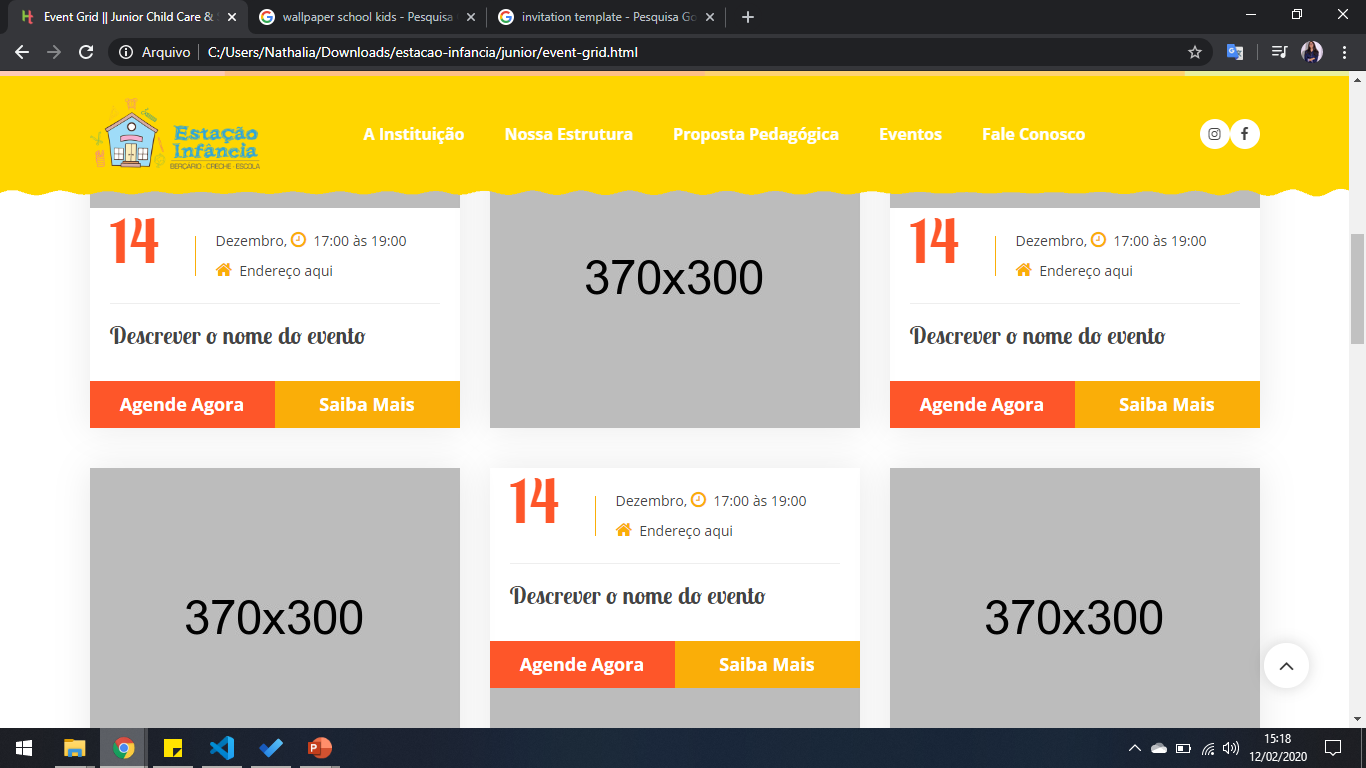 Event Grid || Junior Child Care &
wallpaper school kids - Pesquisa
invitation template - Pesquisa Go
Arquivo
C:/Users/Nathalia/Downloads/estacao-infancia/junior/event-grid.html
Estação
Infância
BERÇÁRIO - CRECHE - ESCOLA
A Instituição
Nossa Estrutura
Proposta Pedagógica
Eventos
Fale Conosco
14
Dezembro, 17:00 às 19:00
Endereço aqui
Descrever o nome do evento
Agende Agora
Saiba Mais
370x300
14
Dezembro, 17:00 às 19:00
Endereço aqui
Descrever o nome do evento
Agende Agora
Saiba Mais
370x300
14
Dezembro, 17:00 às 19:00
Endereço aqui
Descrever o nome do evento
Agende Agora
Saiba Mais
370x300
15:18
12/02/2020